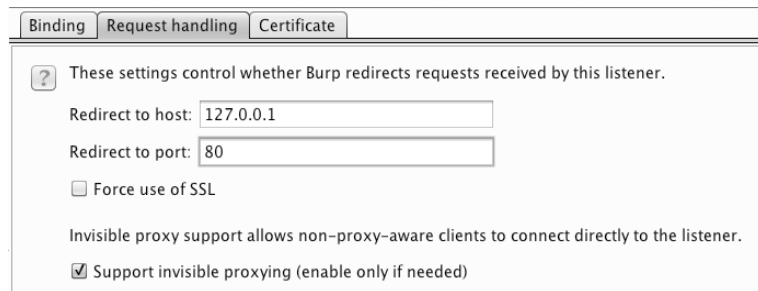 Binding Request handling Certificate
? These settings control whether Burp redirects requests received by this listener.
Redirect to host: 127.0.0.1
Redirect to port: 80
Force use of SSL
Invisible proxy support allows non-proxy-aware clients to connect directly to the listener.
Support invisible proxying (enable only if needed)